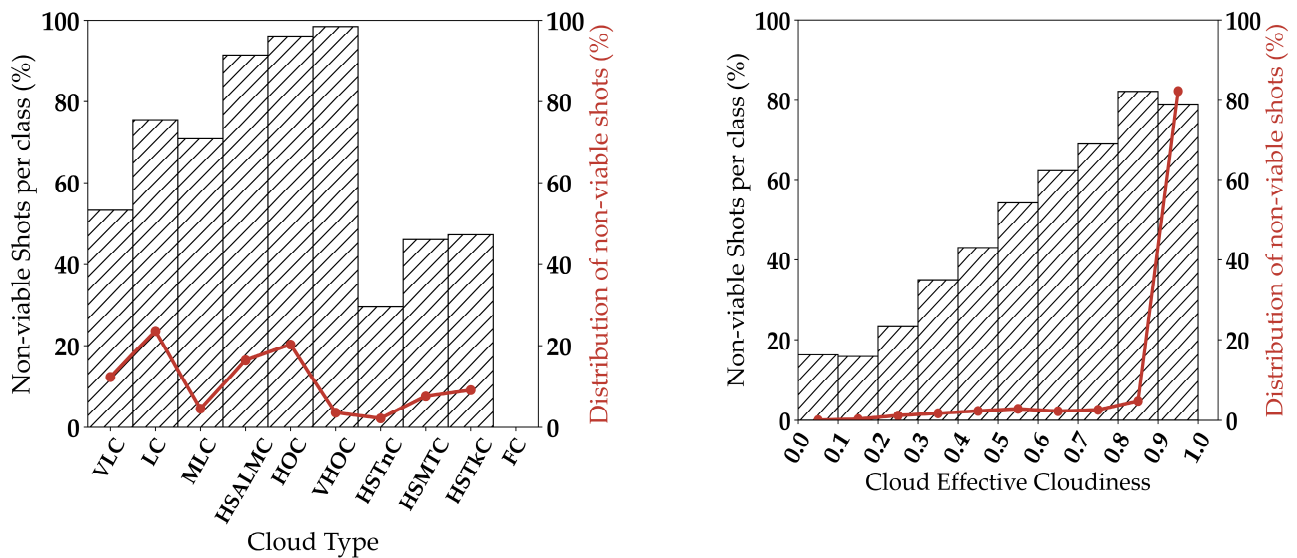 Non-viable Shots per class (%)
100
80
60
40
20
0
100
80
60
40
20
0
Distribution of non-viable shots (%)
VLC
LC
MLC
HSALMC
HOC
VHOC
HSTnC
HSMTC
HSTkC
FC
Cloud Type
Non-viable Shots per class (%)
100
80
60
40
20
0
100
80
60
40
20
0
Distribution of non-viable shots (%)
0.0
0.1
0.2
0.3
0.4
0.5
0.6
0.7
0.8
0.9
1.0
Cloud Effective Cloudiness